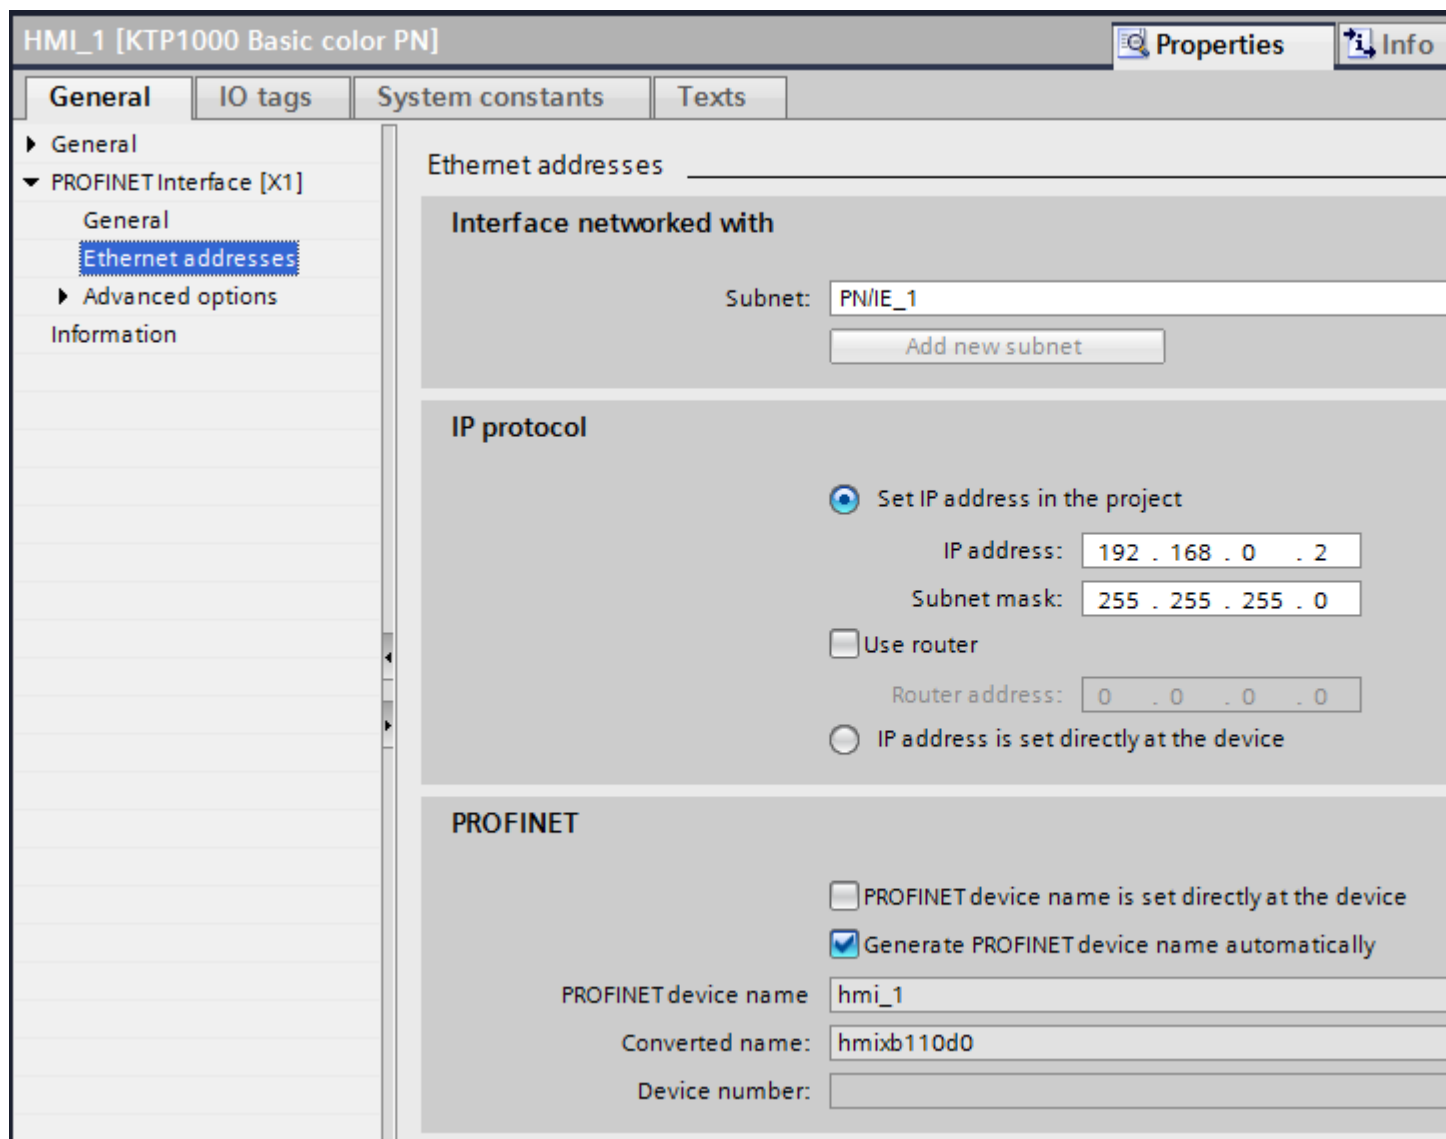 HMI_1 [KTP1000 Basic color PN]
Properties
Info
General
IO tags
System constants
Texts
General
PROFINET Interface [X1]
General
Ethernet addresses
Advanced options
Information
Ethernet addresses
Interface networked with
Subnet: PN/IE_1
Add new subnet
IP protocol
Set IP address in the project
IP address: 192 . 168 . 0 . 2
Subnet mask: 255 . 255 . 255 . 0
Use router
Router address: 0 . 0 . 0 . 0
IP address is set directly at the device
PROFINET
PROFINET device name is set directly at the device
Generate PROFINET device name automatically
PROFINET device name hmi_1
Converted name: hmixb110d0
Device number: